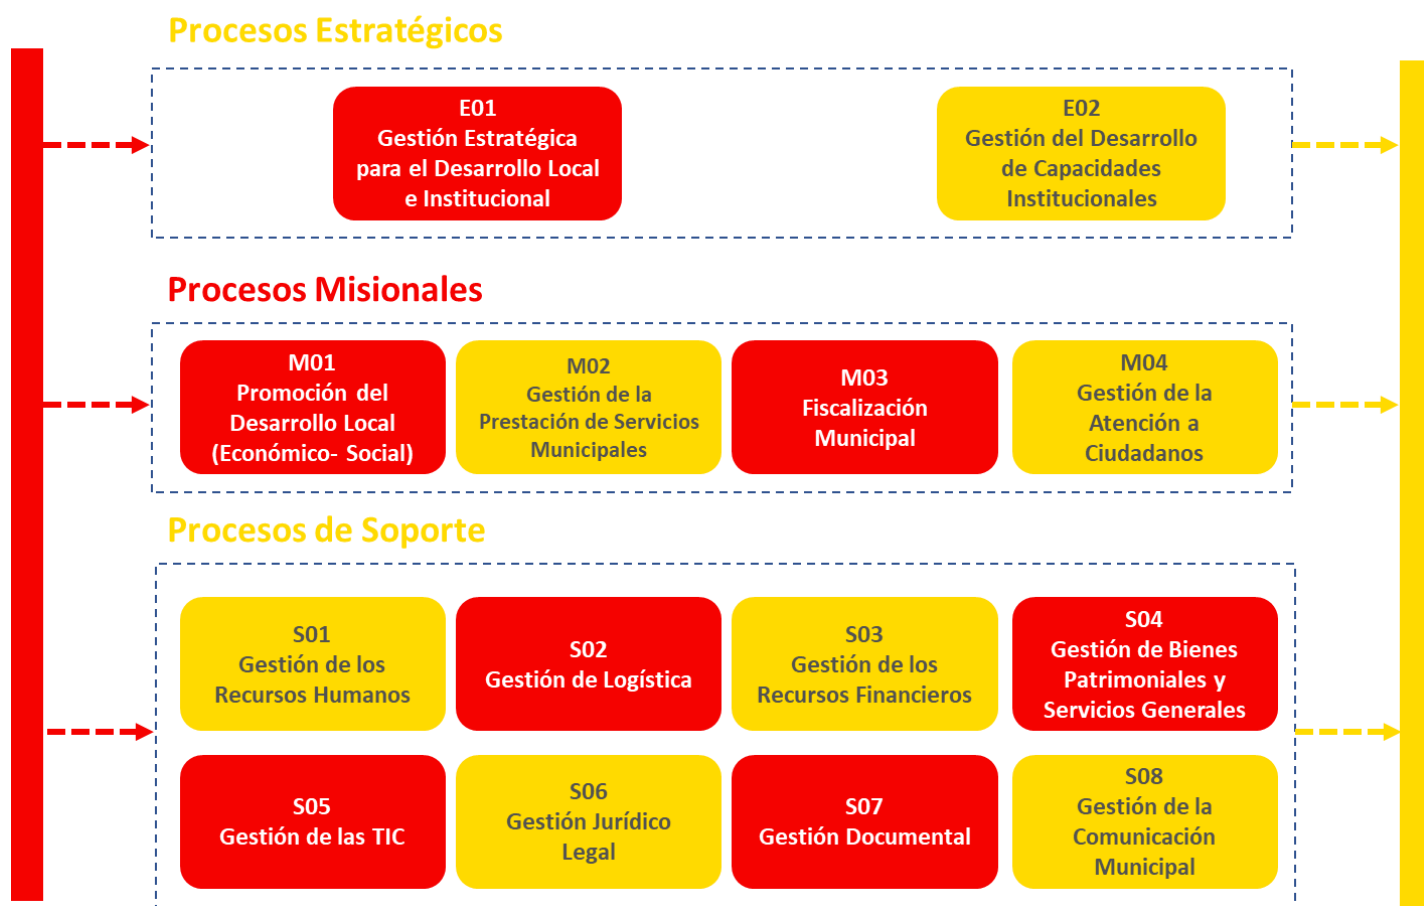 Procesos Estratégicos
E01
Gestión Estratégica
para el Desarrollo Local
e Institucional
E02
Gestión del Desarrollo
de Capacidades
Institucionales
Procesos Misionales
M01
Promoción del
Desarrollo Local
(Económico- Social)
M02
Gestión de la
Prestación de Servicios
Municipales
M03
Fiscalización
Municipal
M04
Gestión de la
Atención a
Ciudadanos
Procesos de Soporte
S01
Gestión de los
Recursos Humanos
S02
Gestión de Logística
S03
Gestión de los
Recursos Financieros
S04
Gestión de Bienes
Patrimoniales y
Servicios Generales
S05
Gestión de las TIC
S06
Gestión Jurídico
Legal
S07
Gestión Documental
S08
Gestión de la
Comunicación
Municipal